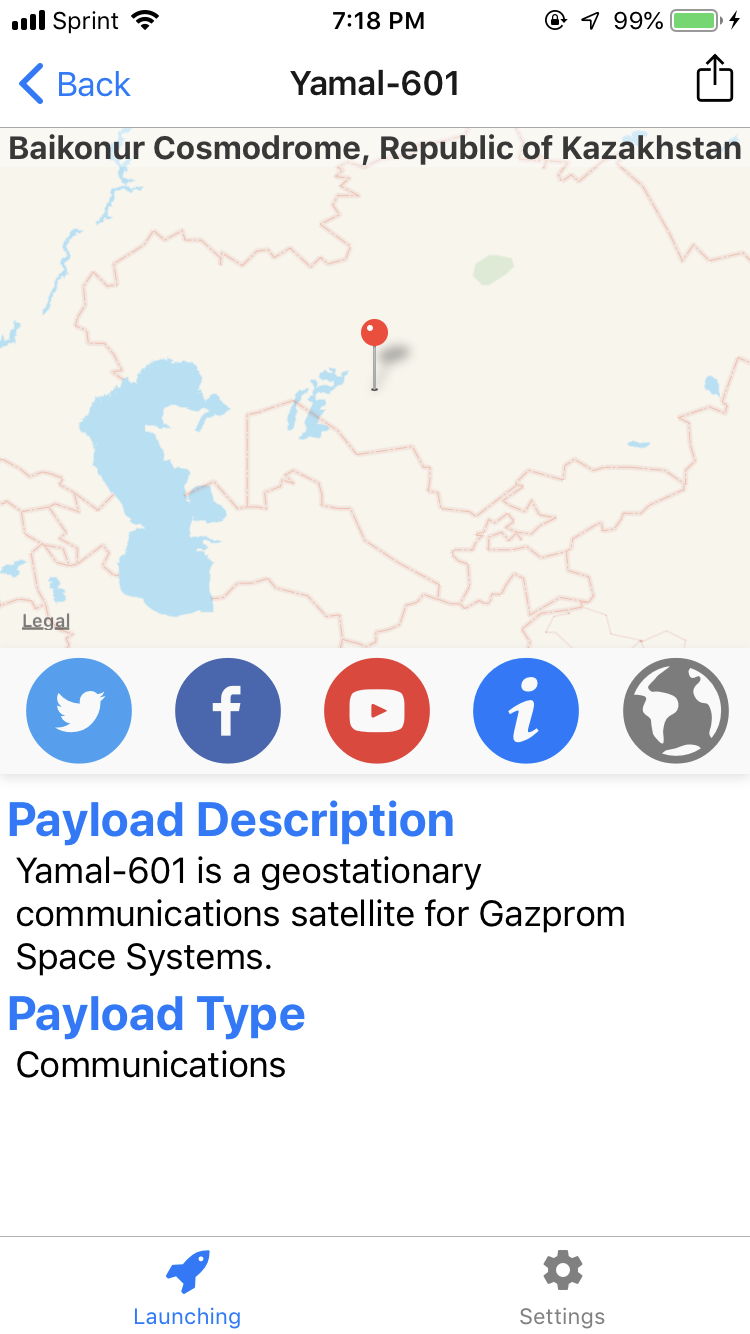 Sprint 7:18 PM 99%
Back Yamal-601
Baikonur Cosmodrome, Republic of Kazakhstan
Legal
Payload Description
Yamal-601 is a geostationary
communications satellite for Gazprom
Space Systems.
Payload Type
Communications
Launching Settings